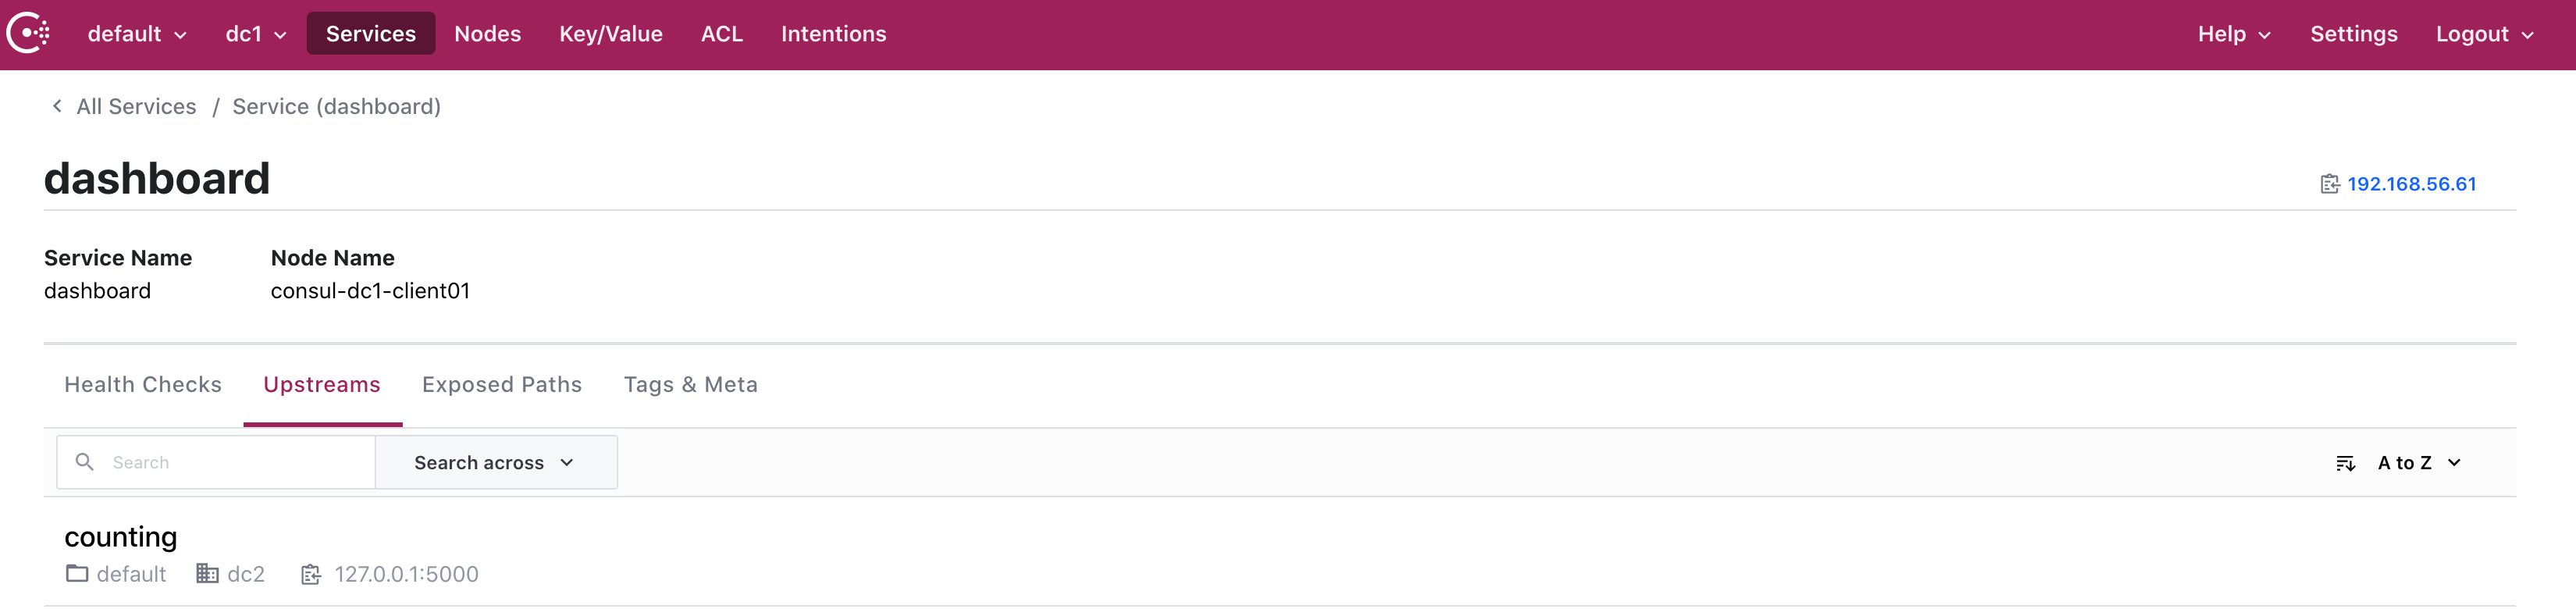 default dc1 Services Nodes Key/Value ACL Intentions Help Settings Logout
All Services / Service (dashboard)
dashboard
192.168.56.61
Service Name Node Name
dashboard consul-dc1-client01
Health Checks Upstreams Exposed Paths Tags & Meta
Search Search across A to Z
counting
default dc2 127.0.0.1:5000